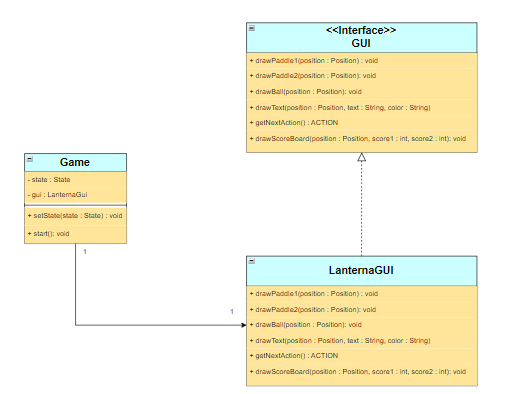 <<Interface>>
GUI
+ drawPaddle1(position : Position) : void
+ drawPaddle2(position : Position): void
+ drawBall(position : Position): void
+ drawText(position : Position, text : String, color : String)
+ getNextAction() : ACTION
+ drawScoreBoard(position : Position, score1 : int, score2 : int): void
Game
- state : State
- gui : LanternaGui
+ setState(state : State) : void
+ start(): void
1
1
LanternaGUI
+ drawPaddle1(position : Position) : void
+ drawPaddle2(position : Position): void
+ drawBall(position : Position): void
+ drawText(position : Position, text : String, color : String)
+ getNextAction() : ACTION
+ drawScoreBoard(position : Position, score1 : int, score2 : int): void